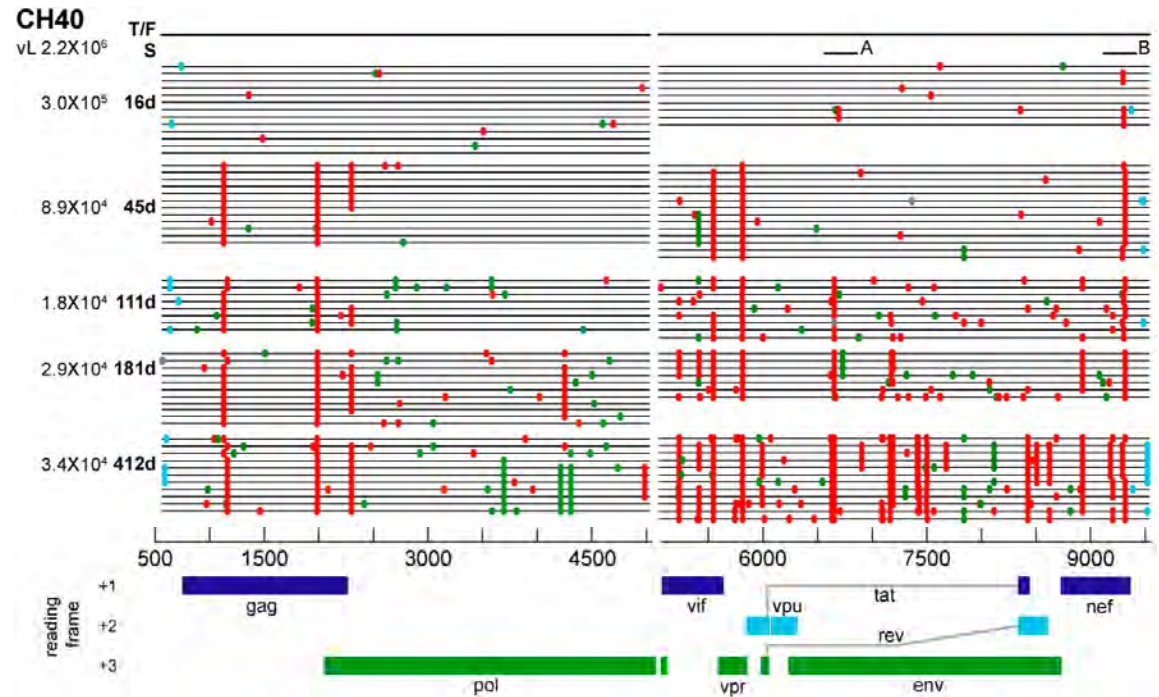 CH40
T/F
vL 2.2X10⁶ S
A B
3.0X10⁵ 16d
8.9X10⁴ 45d
1.8X10⁴ 111d
2.9X10⁴ 181d
3.4X10⁴ 412d
500 1500 3000 4500 6000 7500 9000
reading frame
+1
gag vif vpu tat nef
+2
rev
+3
pol vpr env